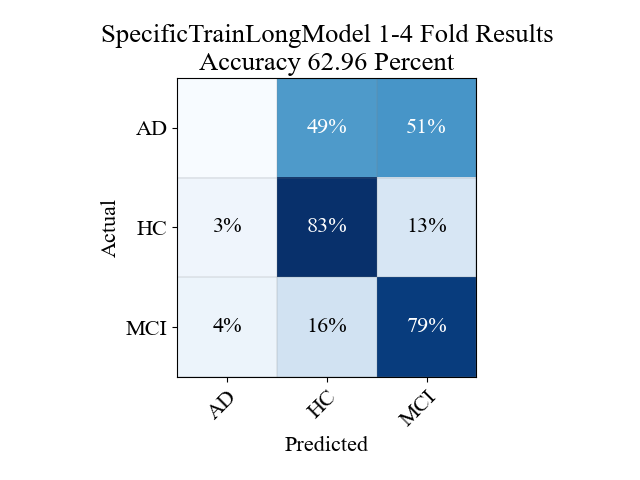 SpecificTrainLongModel 1-4 Fold Results
Accuracy 62.96 Percent
AD 49% 51%
Actual
HC 3% 83% 13%
MCI 4% 16% 79%
AD HC MCI
Predicted